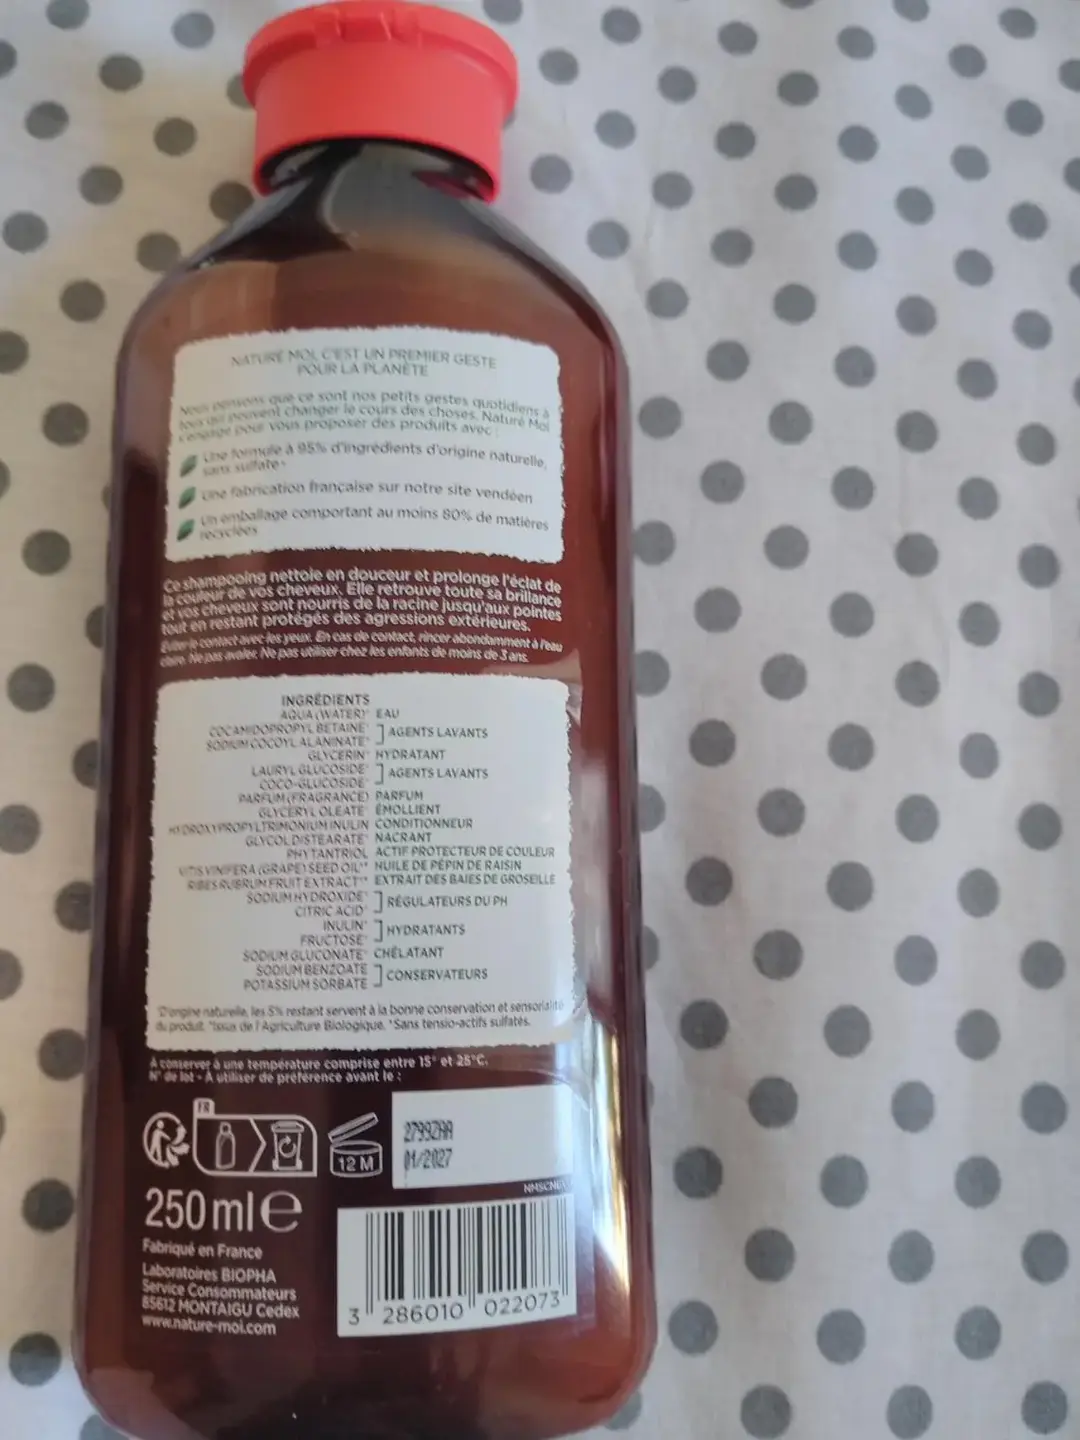 NATURÉ MOI, C'EST UN PREMIER GESTE
POUR LA PLANÈTE
Nous pensons que ce sont nos petits gestes quotidiens à
tous qui peuvent changer le cours des choses. Naturé Moi
s'engage pour vous proposer des produits avec :
Une formule à 95% d'ingrédients d'origine naturelle,
sans sulfate*
Une fabrication française sur notre site vendéen
Un emballage comportant au moins 80% de matières
recyclées
Ce shampooing nettoie en douceur et prolonge l'éclat de
la couleur de vos cheveux. Elle retrouve toute sa brillance
et vos cheveux sont nourris de la racine jusqu'aux pointes
tout en restant protégés des agressions extérieures.
Éviter le contact avec les yeux. En cas de contact, rincer abondamment à l'eau
claire. Ne pas avaler. Ne pas utiliser chez les enfants de moins de 3 ans.
INGRÉDIENTS
AQUA (WATER)* EAU
COCAMIDOPROPYL BETAINE*
SODIUM COCOYL ALANINATE* ] AGENTS LAVANTS
GLYCERIN* HYDRATANT
LAURYL GLUCOSIDE*
COCO-GLUCOSIDE* ] AGENTS LAVANTS
PARFUM (FRAGRANCE) PARFUM
GLYCERYL OLEATE* ÉMOLLIENT
HYDROXYPROPYLTRIMONIUM INULIN CONDITIONNEUR
GLYCOL DISTEARATE* NACRANT
PHYTANTRIOL ACTIF PROTECTEUR DE COULEUR
VITIS VINIFERA (GRAPE) SEED OIL** HUILE DE PÉPIN DE RAISIN
RIBES RUBRUM FRUIT EXTRACT** EXTRAIT DES BAIES DE GROSEILLE
SODIUM HYDROXIDE*
CITRIC ACID* ] RÉGULATEURS DU PH
INULIN*
FRUCTOSE* ] HYDRATANTS
SODIUM GLUCONATE* CHÉLATANT
SODIUM BENZOATE
POTASSIUM SORBATE ] CONSERVATEURS
*D'origine naturelle, les 5% restant servent à la bonne conservation et sensorialité
du produit. *Issus de l'Agriculture Biologique. *Sans tensio-actifs sulfatés.
À conserver à une température comprise entre 15° et 25°C.
N° de lot - À utiliser de préférence avant le :
FR
12 M
2799ZAA
01/2027
250 ml e
Fabriqué en France
Laboratoires BIOPHA
Service Consommateurs
85612 MONTAIGU Cedex
www.nature-moi.com
3 286010 022073